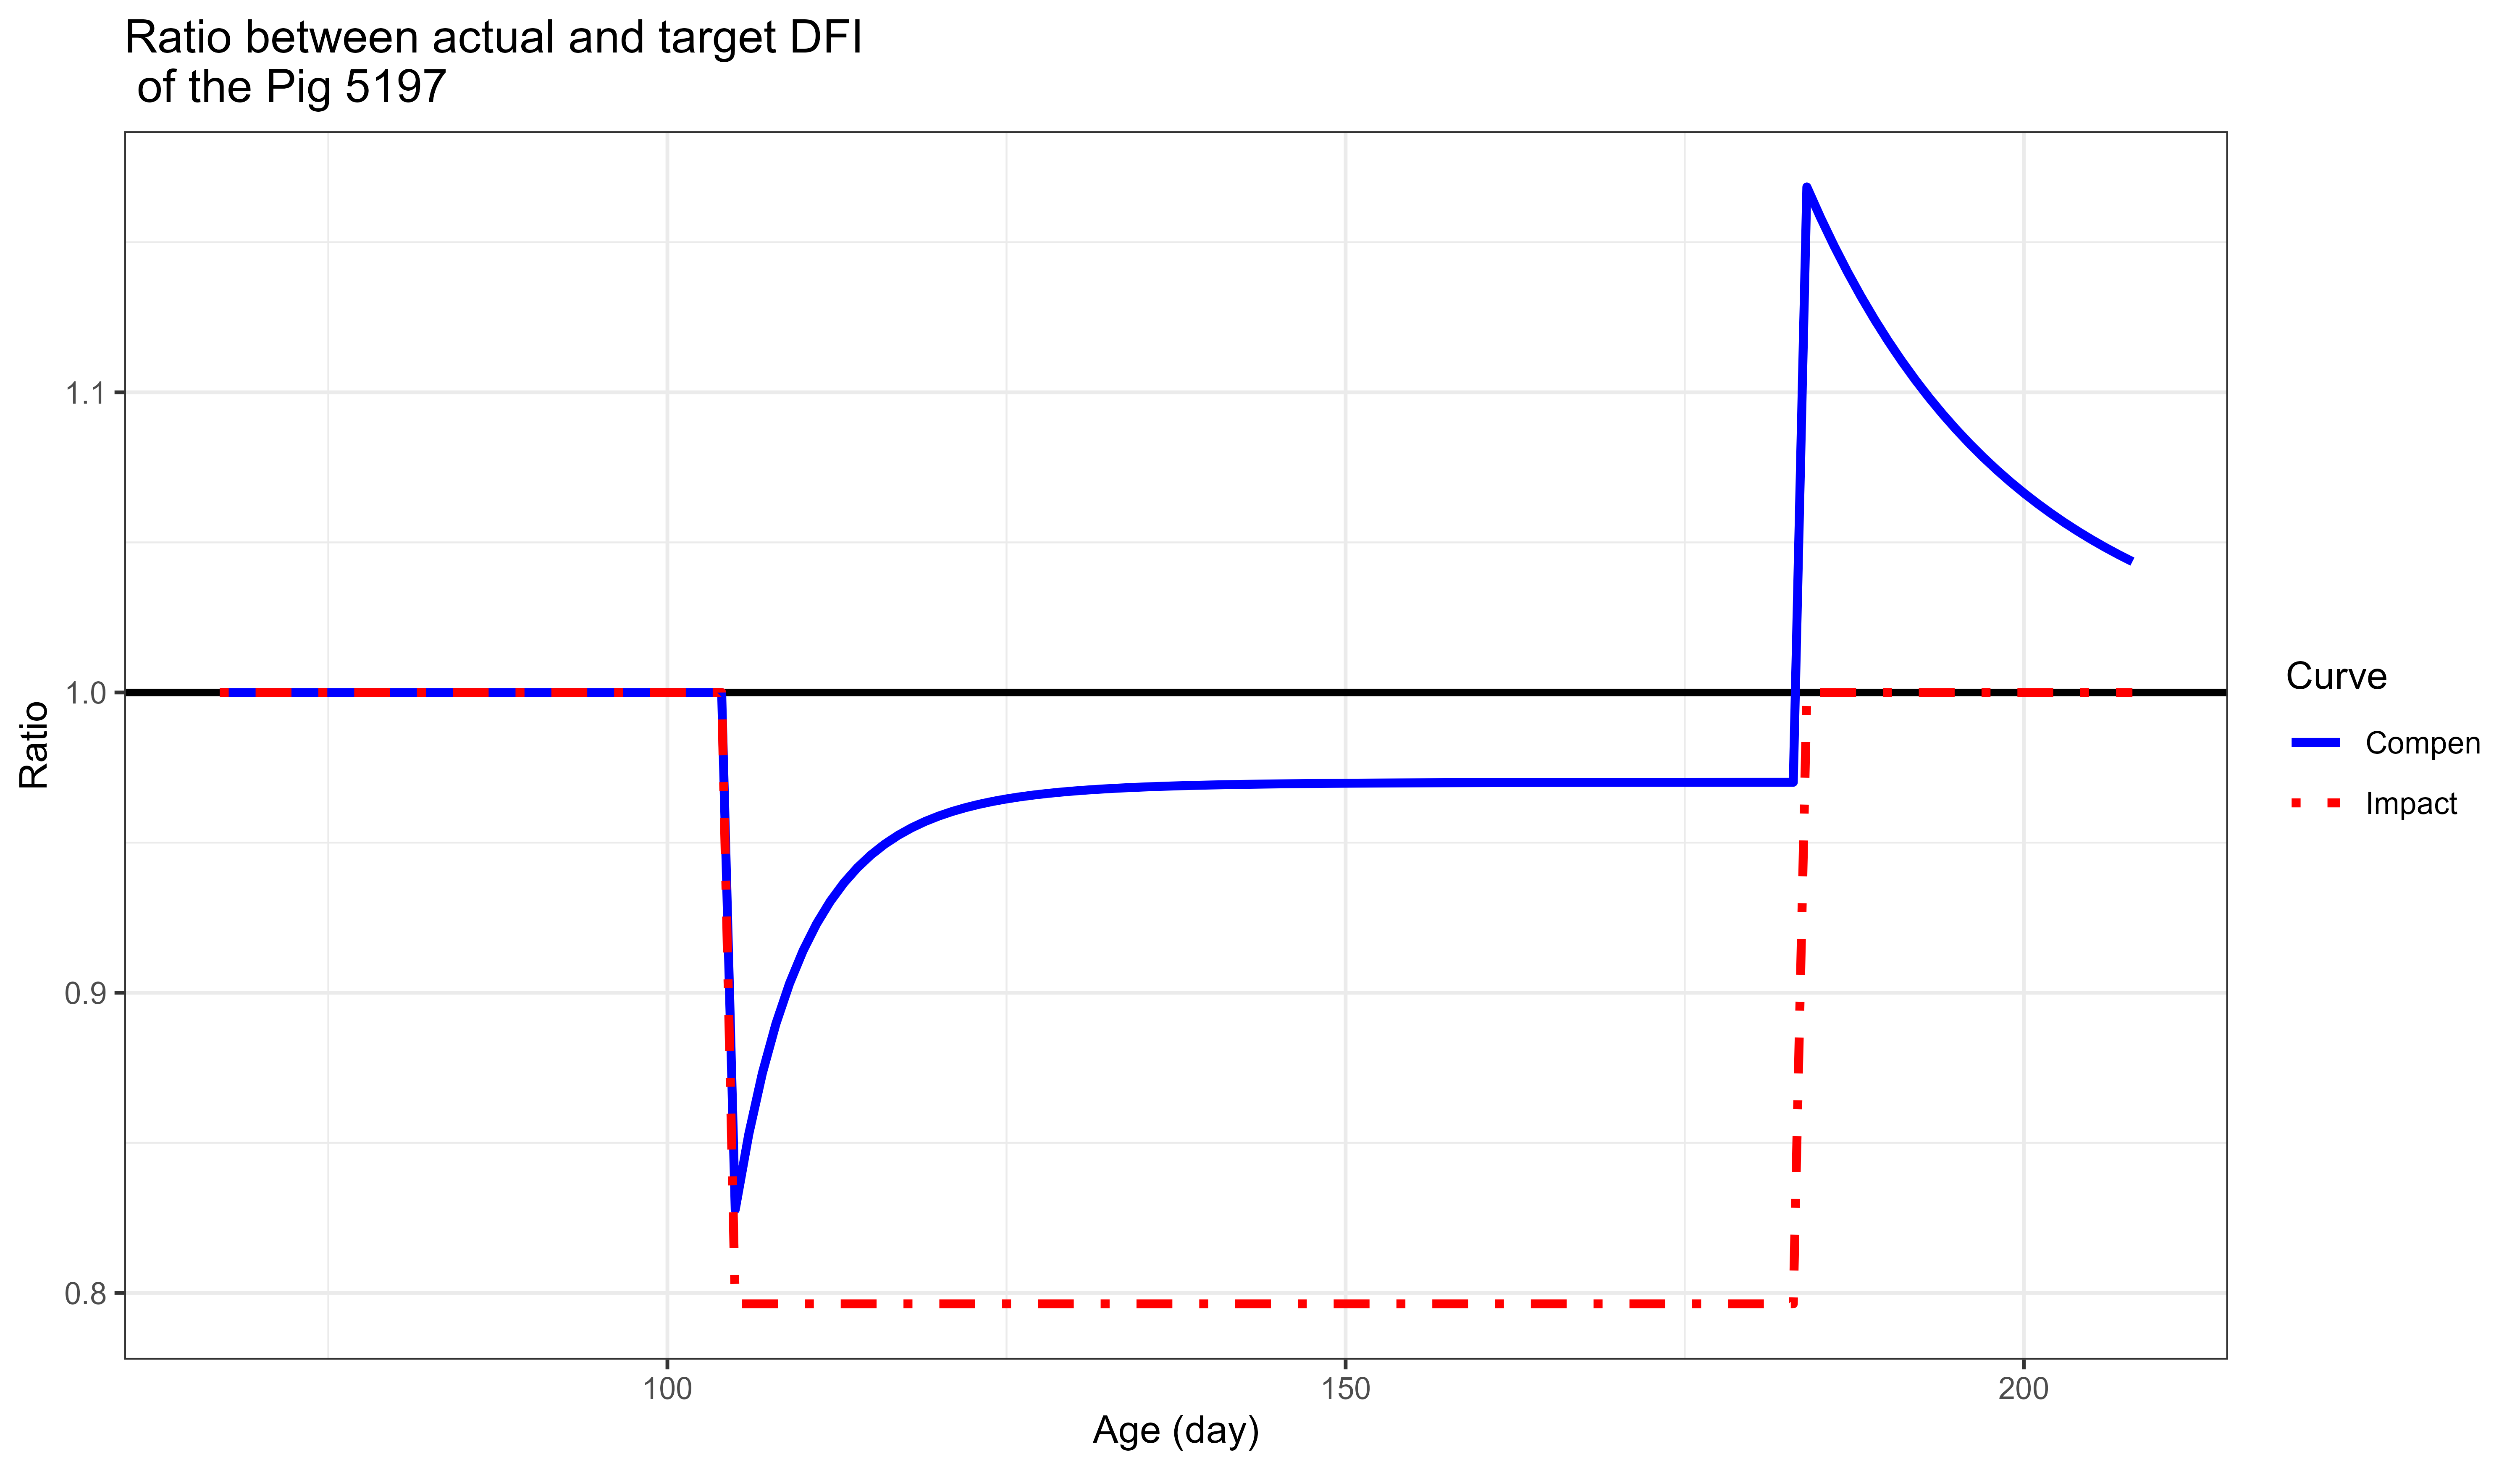 Ratio between actual and target DFI
of the Pig 5197
1.1
1.0
0.9
0.8
Ratio
100
150
200
Age (day)
Curve
Compen
Impact